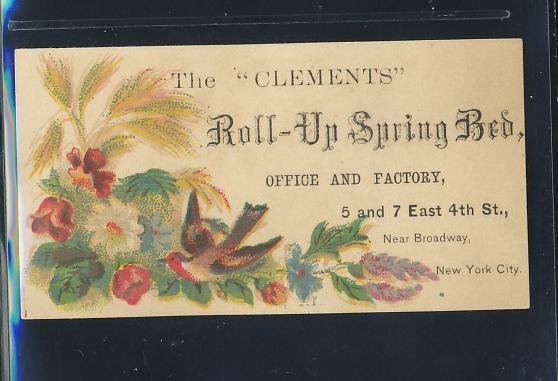 The "CLEMENTS"
Roll-Up Spring Bed,
OFFICE AND FACTORY,
5 and 7 East 4th St.,
Near Broadway,
New York City.